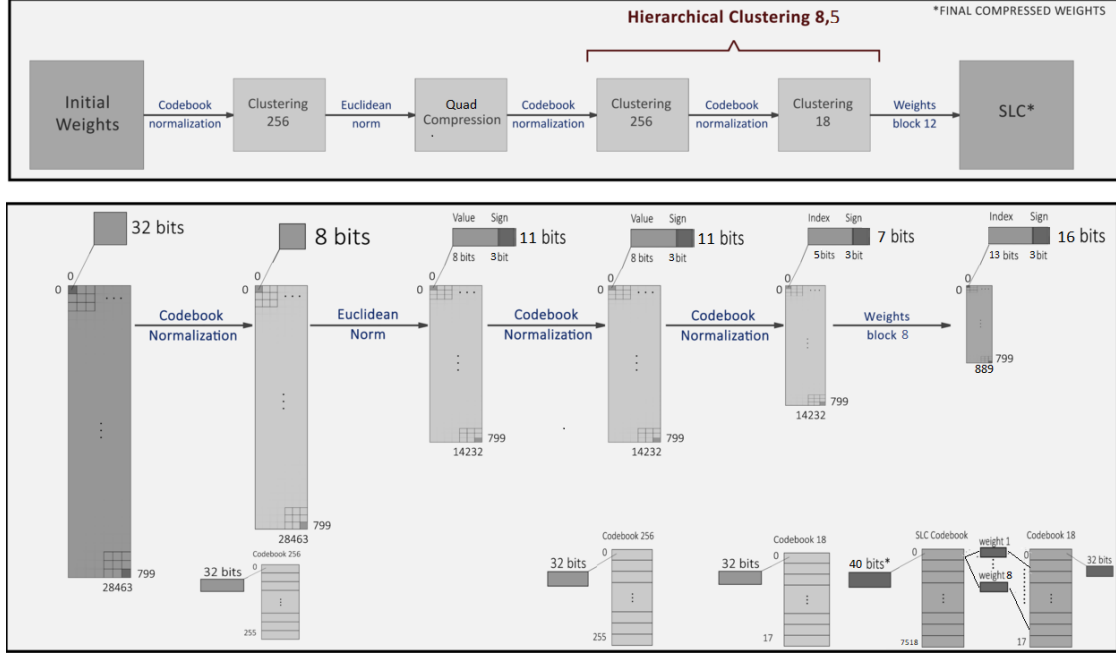 Hierarchical Clustering 8,5
*FINAL COMPRESSED WEIGHTS
Initial
Weights
Codebook
normalization
Clustering
256
Euclidean
norm
Quad
Compression
Codebook
normalization
Clustering
256
Codebook
normalization
Clustering
18
Weights
block 12
SLC*
32 bits
8 bits
Value Sign
11 bits
8 bits 3bit
Value Sign
11 bits
8 bits 3bit
Index Sign
7 bits
5bits 3bit
Index Sign
16 bits
13 bits 3bit
0
0
...
Codebook
Normalization
799
28463
0
0
...
Euclidean
Norm
799
28463
0
0
...
Codebook
Normalization
799
14232
0
0
...
Codebook
Normalization
799
14232
0
0
Weights
block 8
799
14232
0
0
799
889
Codebook 256
32 bits
0
255
Codebook 256
32 bits
0
255
Codebook 18
32 bits
0
17
SLC Codebook
40 bits*
0
7518
weight 1
weight 8
Codebook 18
0
32 bits
17